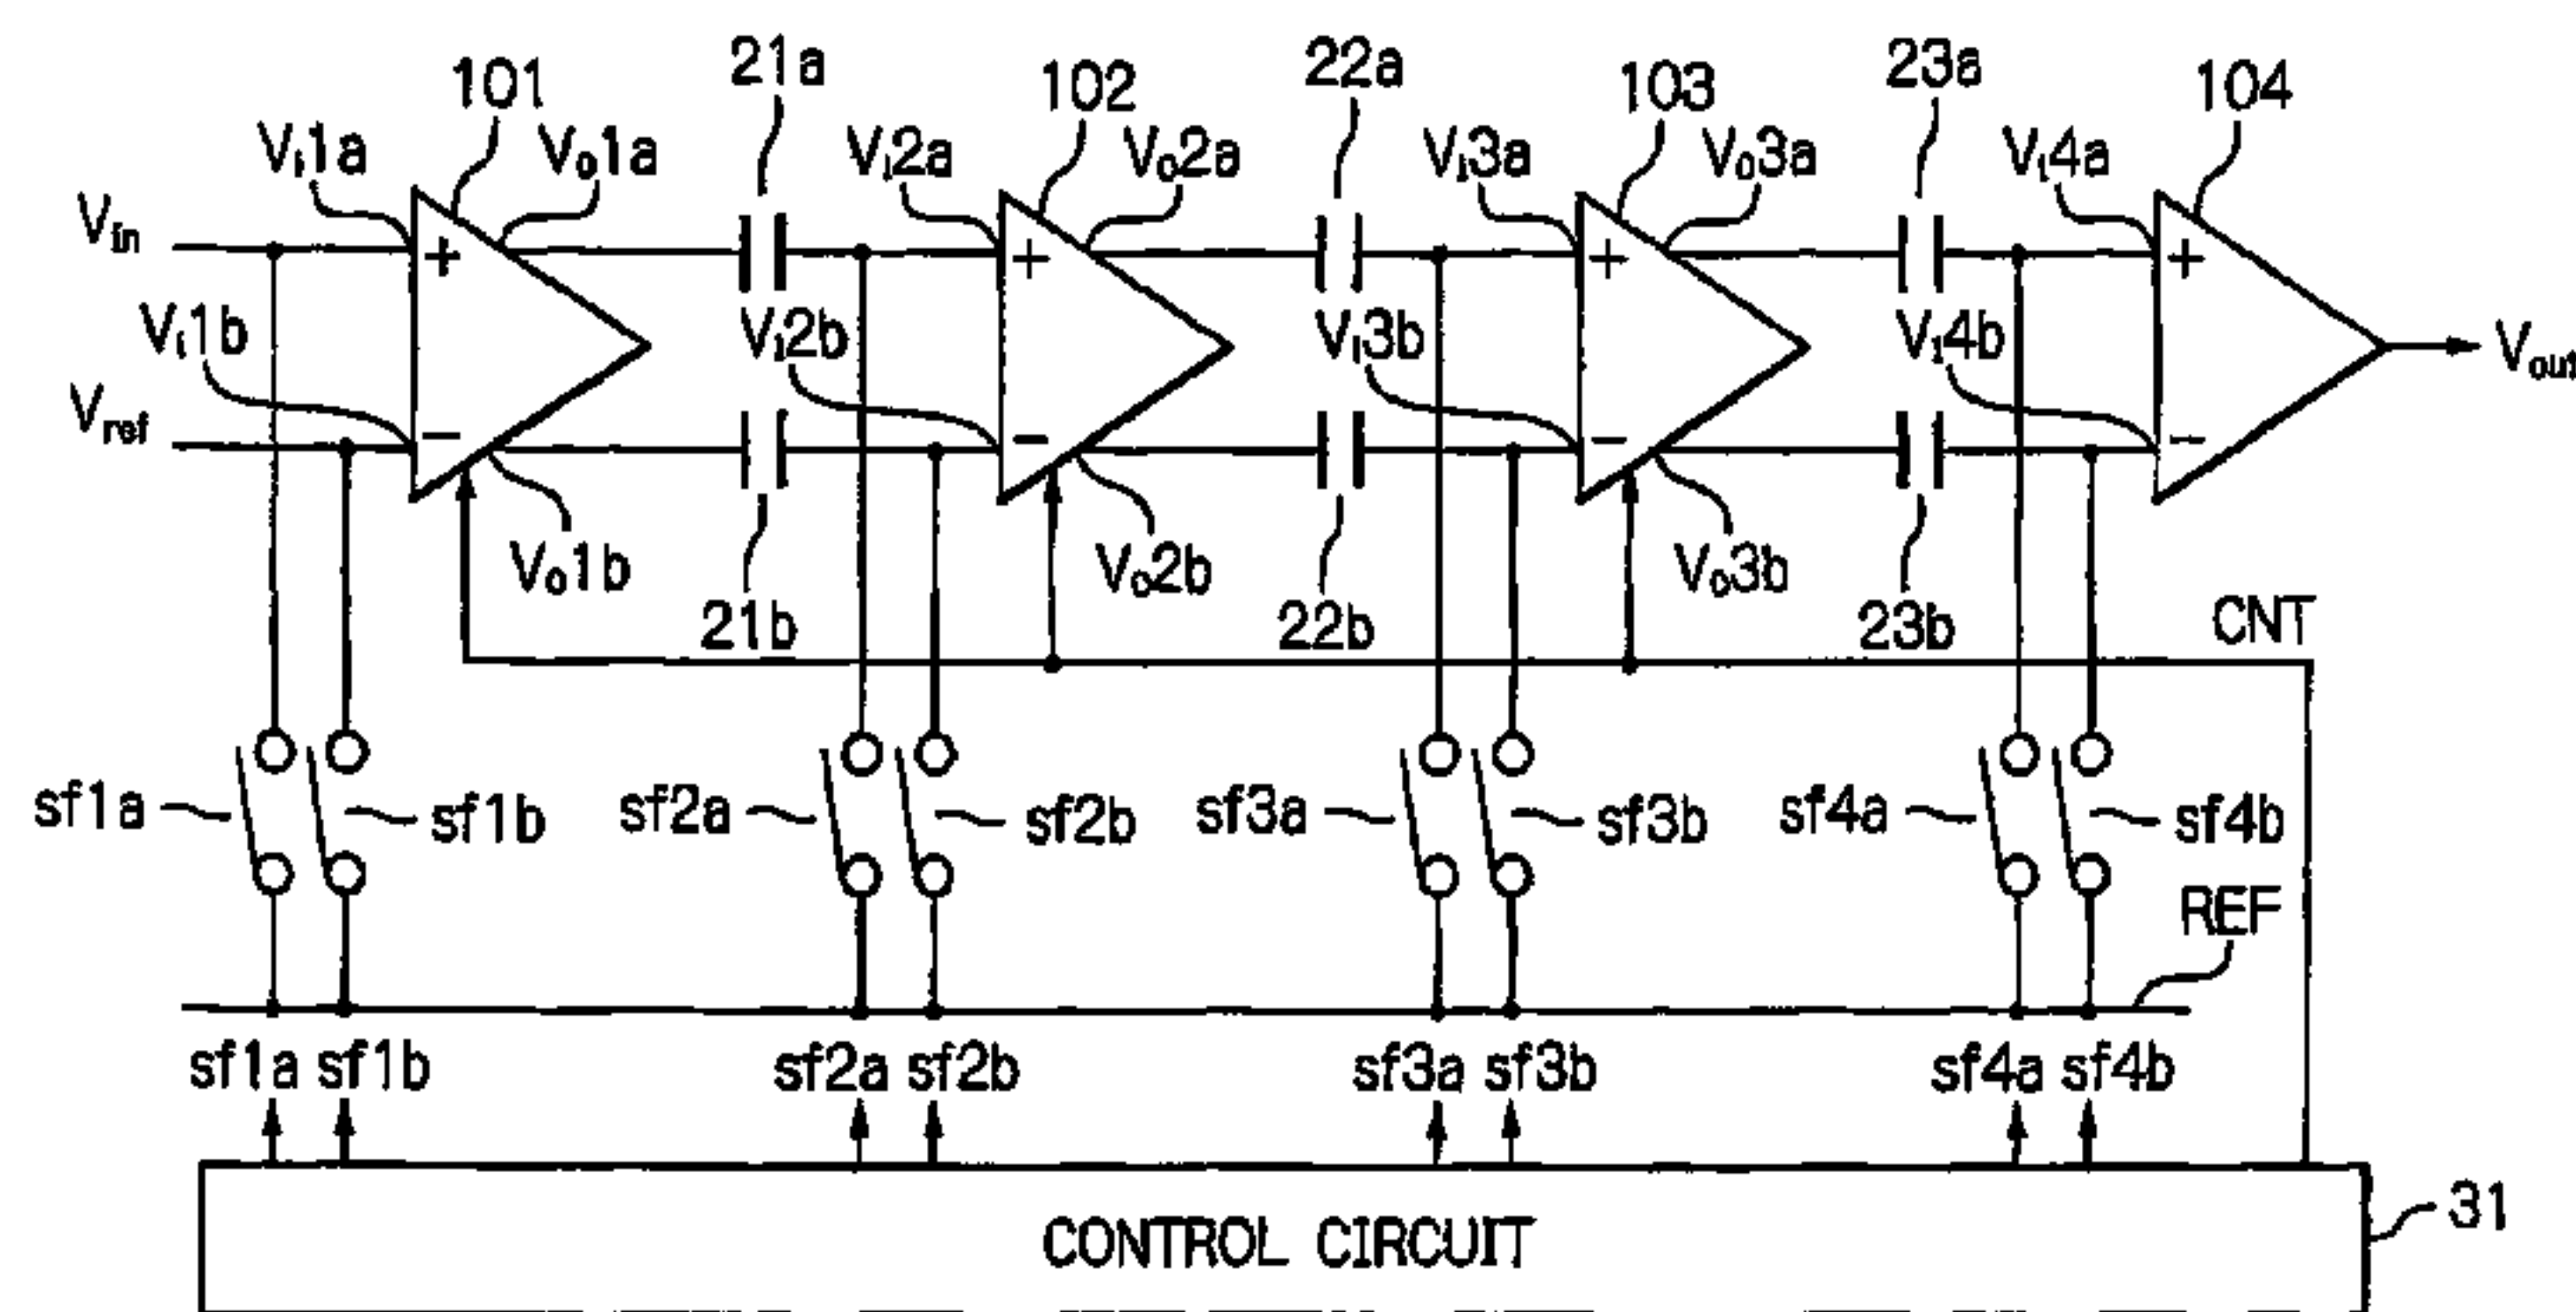 21a 22a 23a
101 102 103 104
Vi1a Vo1a Vi2a Vo2a Vi3a Vo3a Vi4a
Vin + + + +
Vi1b Vi2b Vi3b Vi4b
Vout
Vref − − − −
Vo1b Vo2b Vo3b
21b 22b 23b CNT
sf1a sf1b sf2a sf2b sf3a sf3b sf4a sf4b
REF
sf1a sf1b sf2a sf2b sf3a sf3b sf4a sf4b
CONTROL CIRCUIT 31